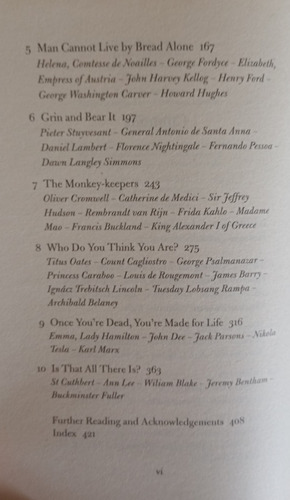 5 Man Cannot Live by Bread Alone 167
Helena, Comtesse de Noailles – George Fordyce – Elizabeth,
Empress of Austria – John Harvey Kellog – Henry Ford –
George Washington Carver – Howard Hughes
6 Grin and Bear It 197
Pieter Stuyvesant – General Antonio de Santa Anna –
Daniel Lambert – Florence Nightingale – Fernando Pessoa –
Dawn Langley Simmons
7 The Monkey-keepers 243
Oliver Cromwell – Catherine de Medici – Sir Jeffrey
Hudson – Rembrandt van Rijn – Frida Kahlo – Madame
Mao – Francis Buckland – King Alexander I of Greece
8 Who Do You Think You Are? 275
Titus Oates – Count Cagliostro – George Psalmanazar –
Princess Caraboo – Louis de Rougemont – James Barry –
Ignácz Trebitsch Lincoln – Tuesday Lobsang Rampa –
Archibald Belaney
9 Once You're Dead, You're Made for Life 316
Emma, Lady Hamilton – John Dee – Jack Parsons – Nikola
Tesla – Karl Marx
10 Is That All There Is? 363
St Cuthbert – Ann Lee – Wiliam Blake – Jeremy Bentham –
Buckminster Fuller
Further Reading and Acknowledgements 408
Index 421
vi